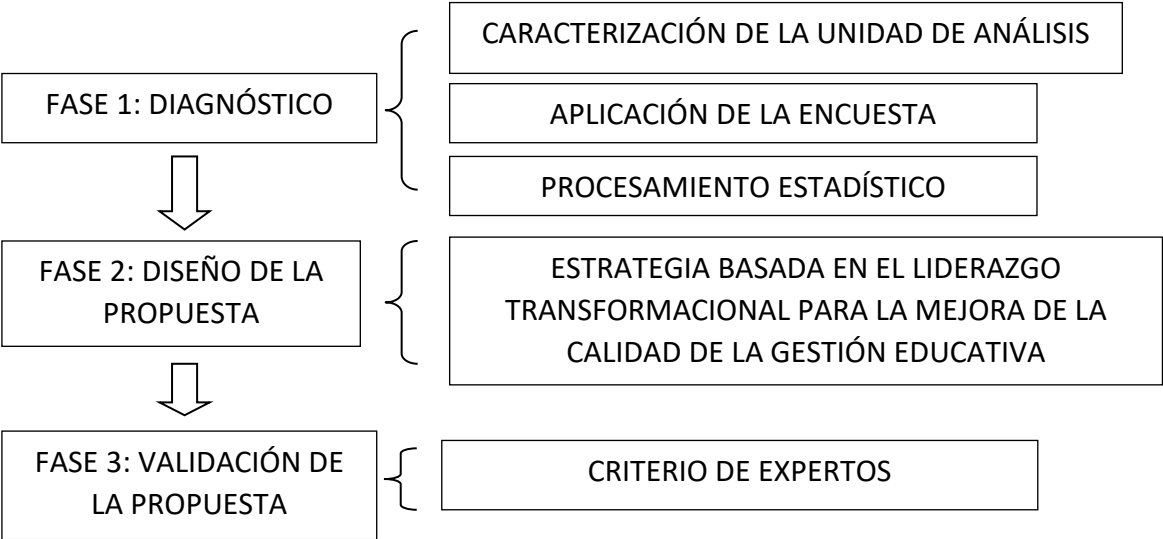 FASE 1: DIAGNÓSTICO
CARACTERIZACIÓN DE LA UNIDAD DE ANÁLISIS
APLICACIÓN DE LA ENCUESTA
PROCESAMIENTO ESTADÍSTICO
FASE 2: DISEÑO DE LA
PROPUESTA
ESTRATEGIA BASADA EN EL LIDERAZGO
TRANSFORMACIONAL PARA LA MEJORA DE LA
CALIDAD DE LA GESTIÓN EDUCATIVA
FASE 3: VALIDACIÓN DE
LA PROPUESTA
CRITERIO DE EXPERTOS